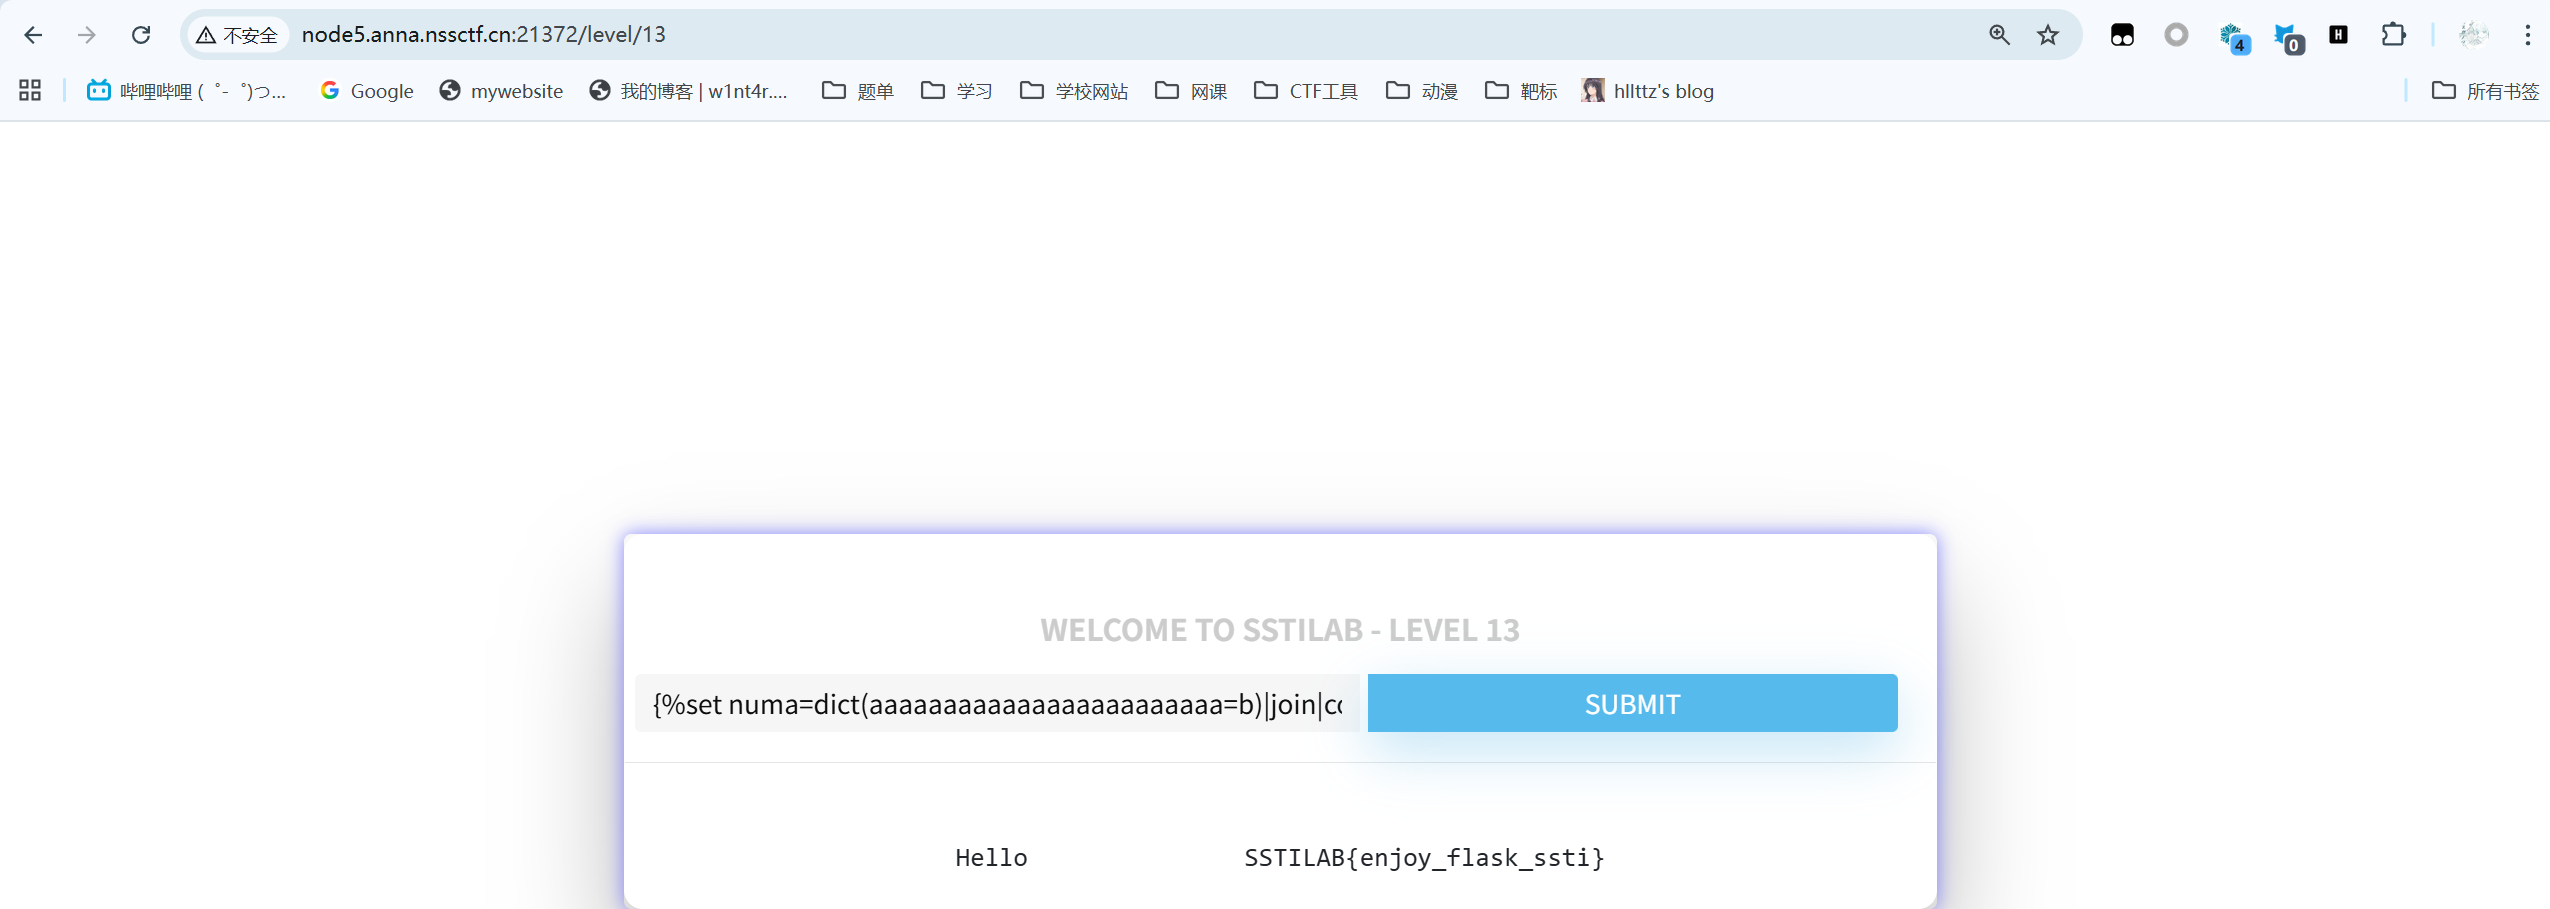 不安全 node5.anna.nssctf.cn:21372/level/13
4 0 H
哔哩哔哩 (゜-゜)つ... Google mywebsite 我的博客 | w1nt4r.... 题单 学习 学校网站 网课 CTF工具 动漫 靶标 hllttz's blog 所有书签
WELCOME TO SSTILAB - LEVEL 13
{%set numa=dict(aaaaaaaaaaaaaaaaaaaaaaaa=b)|join|co SUBMIT
Hello SSTILAB{enjoy_flask_ssti}